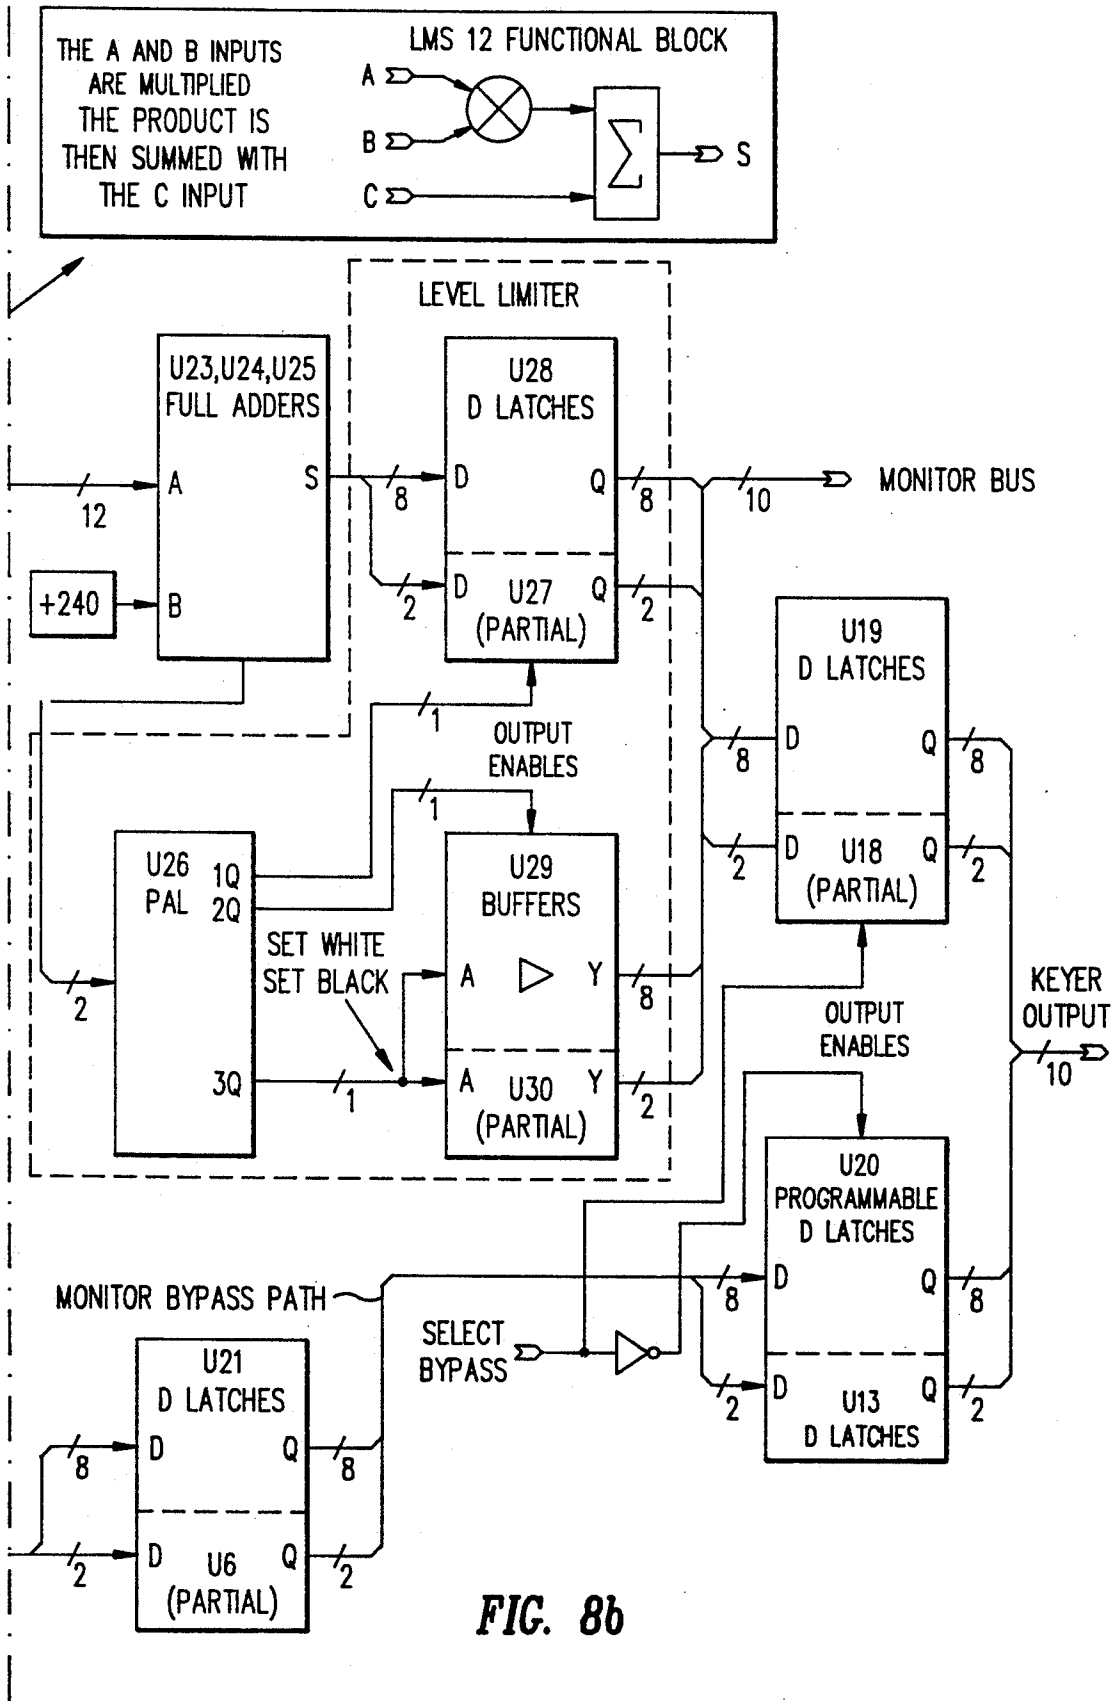 LMS 12 FUNCTIONAL BLOCK
THE A AND B INPUTS
ARE MULTIPLIED
THE PRODUCT IS
THEN SUMMED WITH
THE C INPUT
A
B
C
Σ
S
LEVEL LIMITER
U23,U24,U25
FULL ADDERS
A
S
B
12
+240
U28
D LATCHES
D
Q
8
8
D
Q
2
2
U27
(PARTIAL)
10
MONITOR BUS
1
OUTPUT
ENABLES
1
U19
D LATCHES
D
Q
8
8
D
Q
2
2
U18
(PARTIAL)
U26
PAL
1Q
2Q
3Q
2
1
SET WHITE
SET BLACK
U29
BUFFERS
A
Y
8
A
Y
2
U30
(PARTIAL)
OUTPUT
ENABLES
KEYER
OUTPUT
10
U20
PROGRAMMABLE
D LATCHES
D
Q
8
8
D
Q
2
2
U13
D LATCHES
MONITOR BYPASS PATH
SELECT
BYPASS
U21
D LATCHES
D
Q
8
8
D
Q
2
2
U6
(PARTIAL)
FIG. 8b